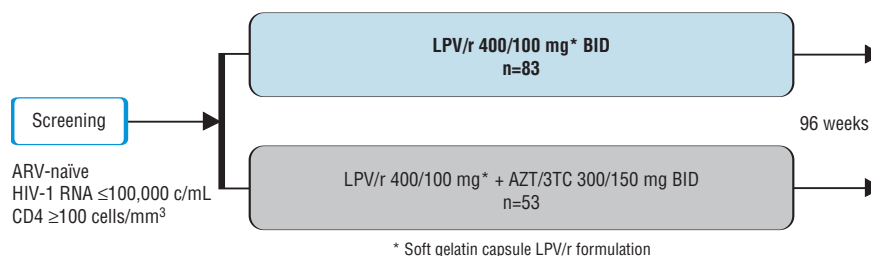 LPV/r 400/100 mg* BID
n=83
Screening
96 weeks
ARV-naïve
HIV-1 RNA ≤100,000 c/mL
CD4 ≥100 cells/mm³
LPV/r 400/100 mg* + AZT/3TC 300/150 mg BID
n=53
* Soft gelatin capsule LPV/r formulation